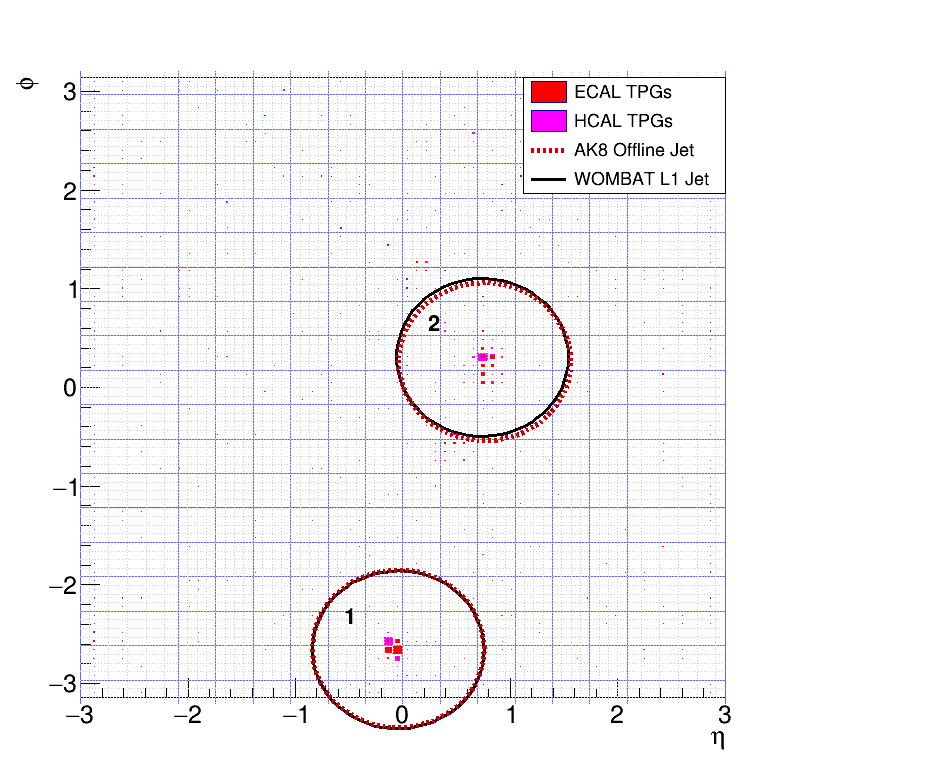 ϕ
3
2
1
0
−1
−2
−3
ECAL TPGs
HCAL TPGs
AK8 Offline Jet
WOMBAT L1 Jet
2
1
−3 −2 −1 0 1 2 3
η